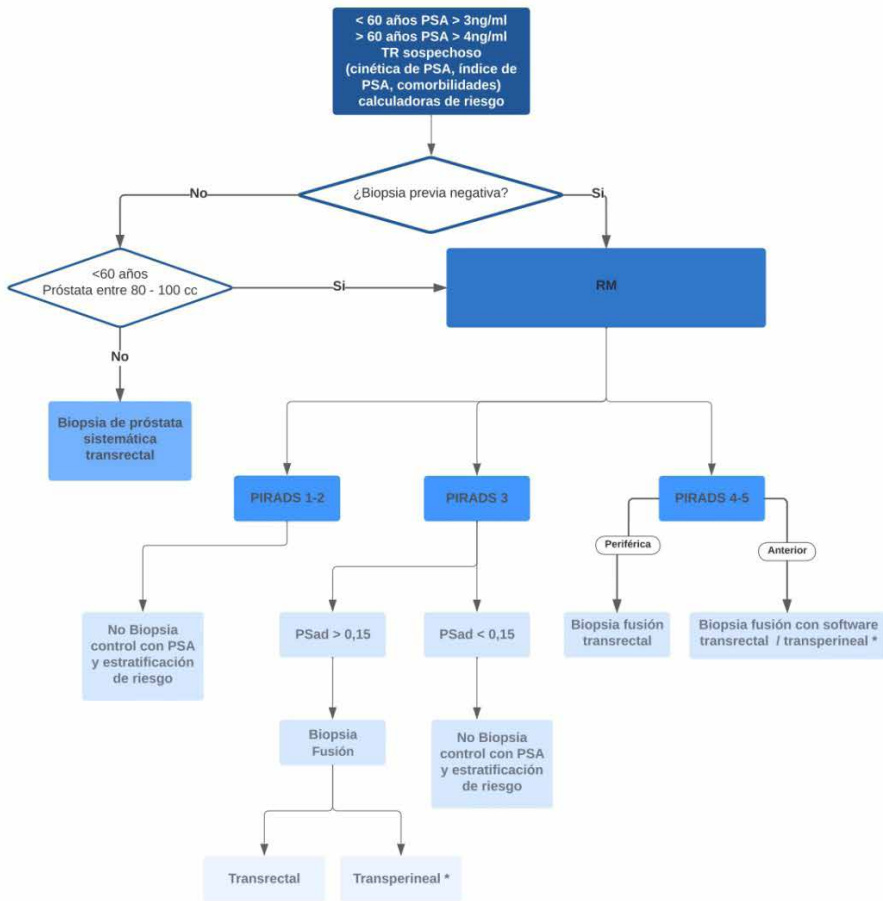 < 60 años PSA > 3ng/ml
> 60 años PSA > 4ng/ml
TR sospechoso
(cinética de PSA, índice de
PSA, comorbilidades)
calculadoras de riesgo
¿Biopsia previa negativa?
No
Si
<60 años
Próstata entre 80 - 100 cc
Si
RM
No
Biopsia de próstata
sistemática
transrectal
PIRADS 1-2
PIRADS 3
PIRADS 4-5
Periférica
Anterior
No Biopsia
control con PSA
y estratificación
de riesgo
PSad > 0,15
PSad < 0,15
Biopsia fusión
transrectal
Biopsia fusión con software
transrectal / transperineal *
Biopsia
Fusión
No Biopsia
control con PSA
y estratificación
de riesgo
Transrectal
Transperineal *